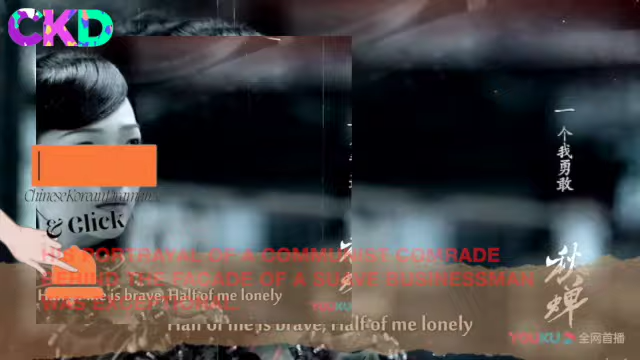 CKD
一个我勇敢
ChineseKoreanDramas
& Click
HIS PORTRAYAL OF A COMMUNIST COMRADE
BEHIND THE FACADE OF A SUAVE BUSINESSMAN
WAS
Half of me is brave, Half of me lonely
秋蝉
YOUKU
YOUKU 全网首播
Half of me is brave, Half of me lonely